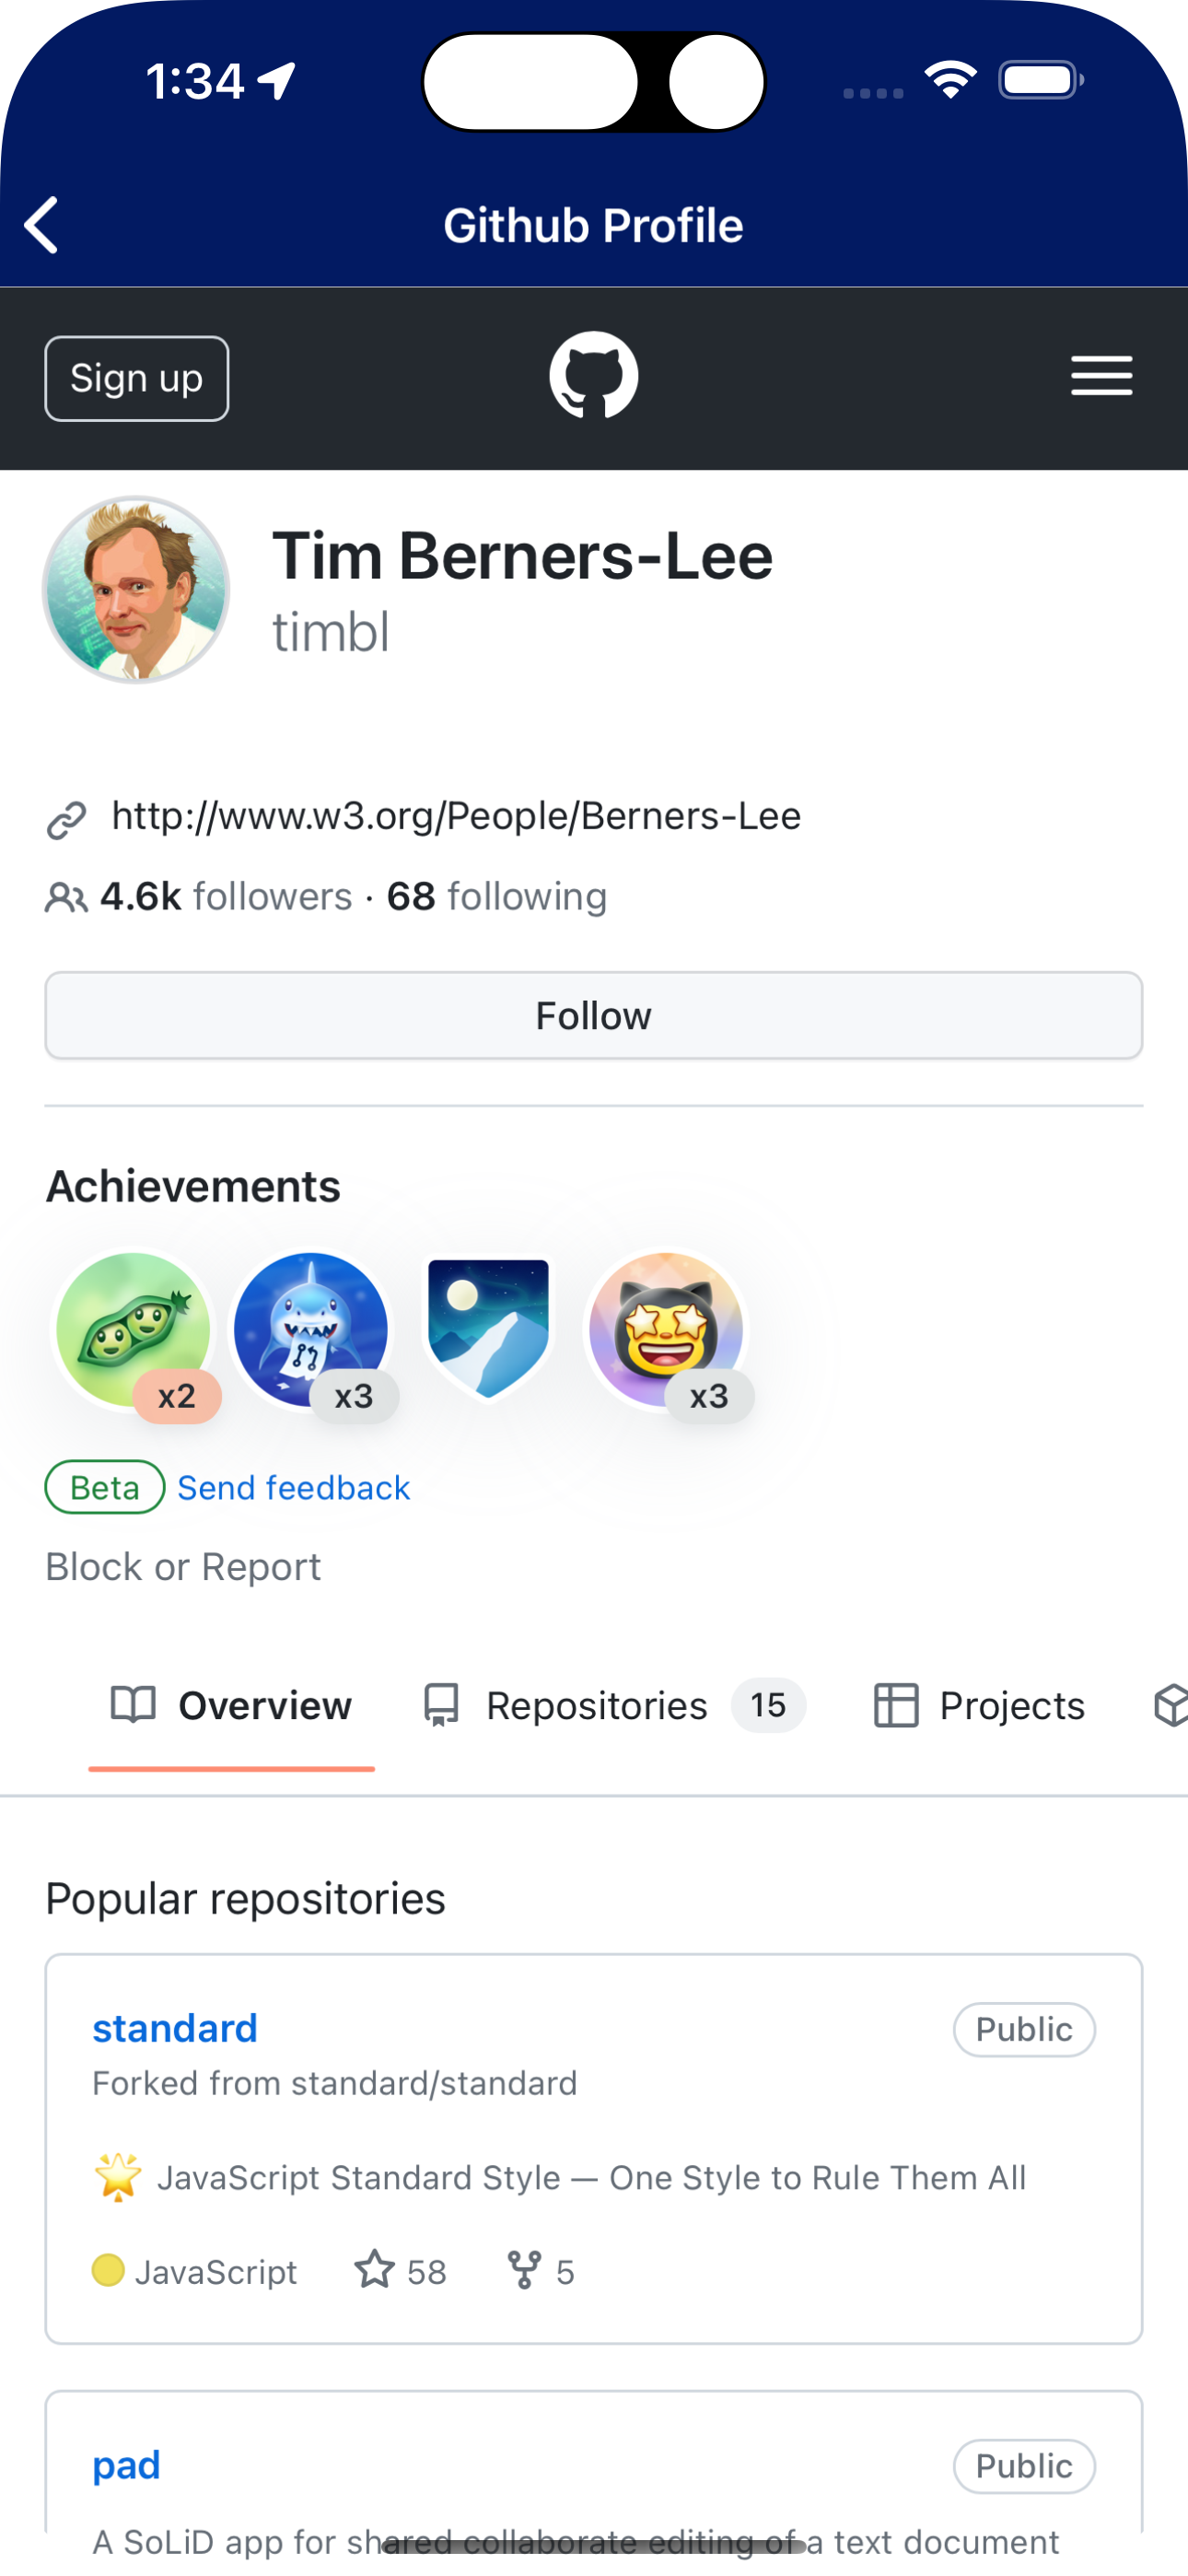 1:34
Github Profile
Sign up
Tim Berners-Lee
timbl
http://www.w3.org/People/Berners-Lee
4.6k followers · 68 following
Follow
Achievements
x2 x3 x3
Beta Send feedback
Block or Report
Overview Repositories 15 Projects
Popular repositories
standard Public
Forked from standard/standard
🌟 JavaScript Standard Style — One Style to Rule Them All
JavaScript 58 5
pad Public
A SoLiD app for shared collaborate editing of a text document